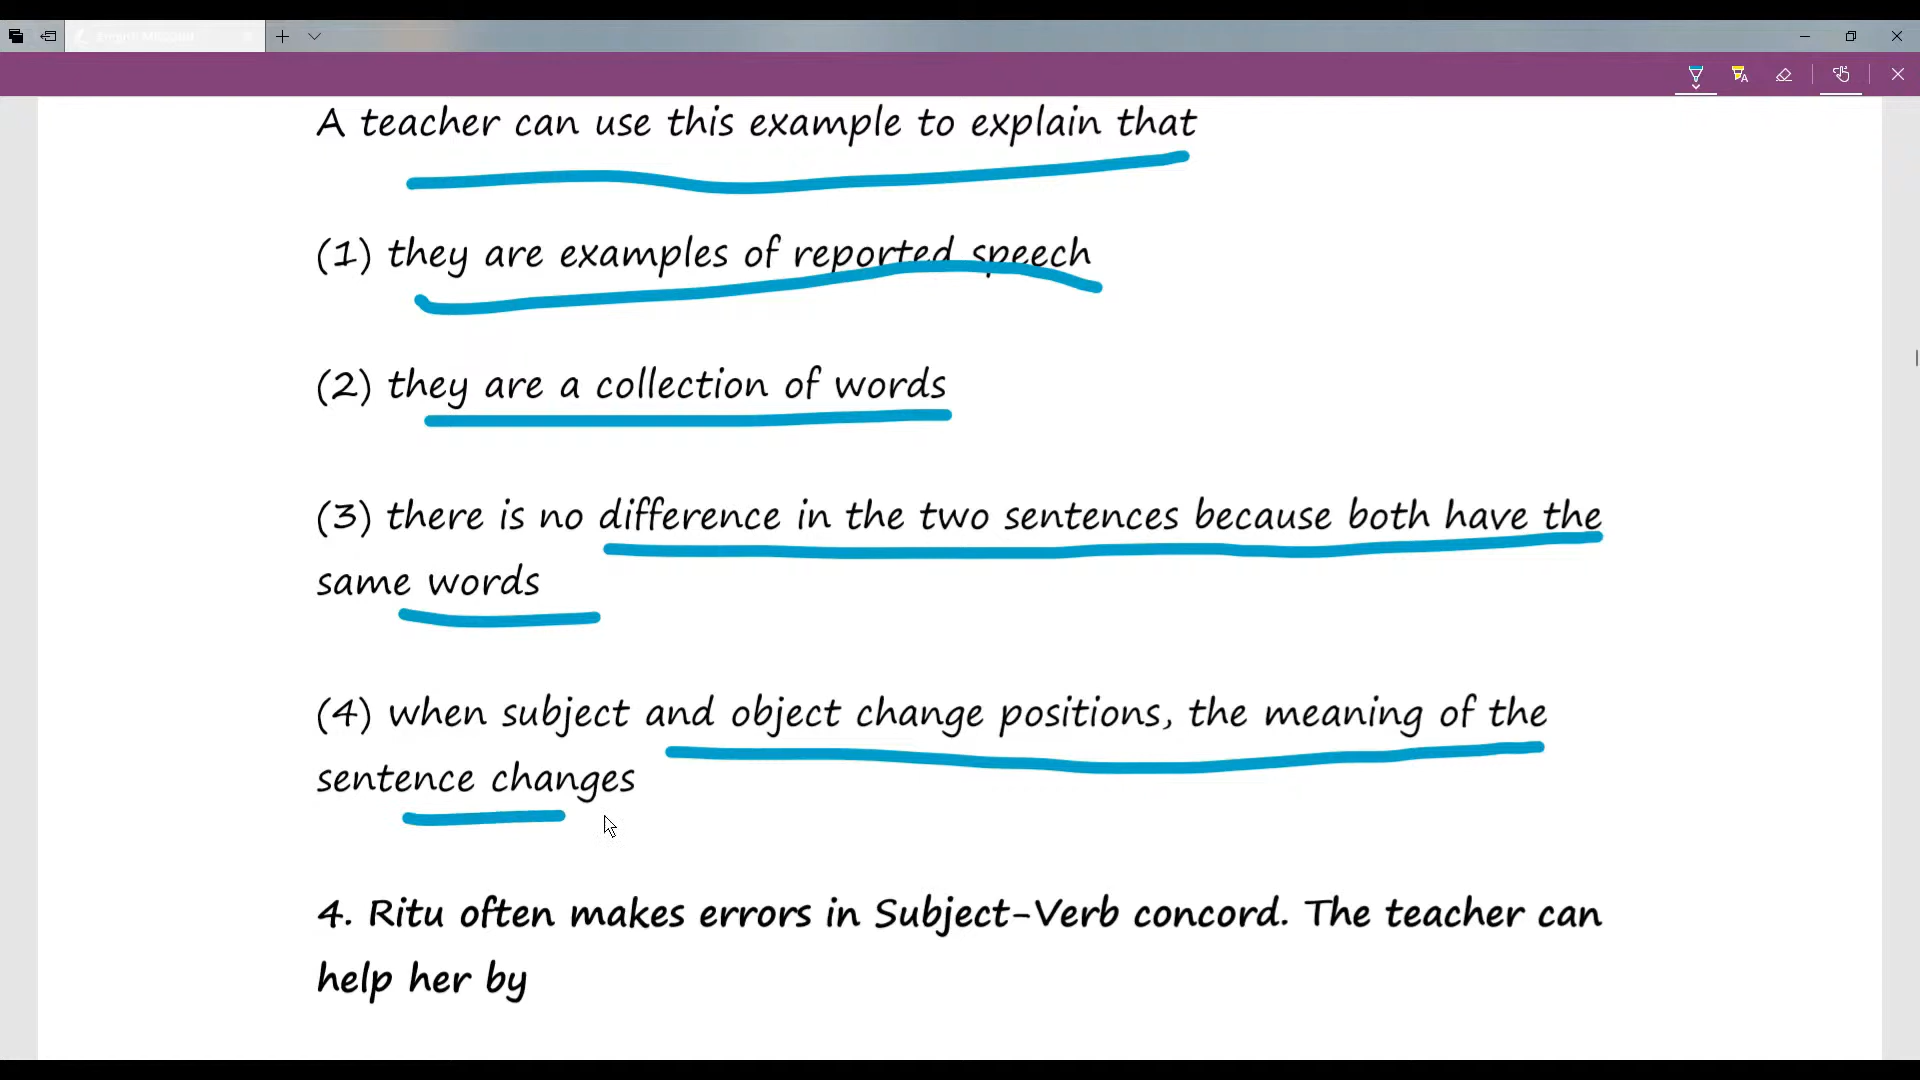 A teacher can use this example to explain that
(1) they are examples of reported speech
(2) they are a collection of words
(3) there is no difference in the two sentences because both have the
same words
(4) when subject and object change positions, the meaning of the
sentence changes
4. Ritu often makes errors in Subject-Verb concord. The teacher can
help her by